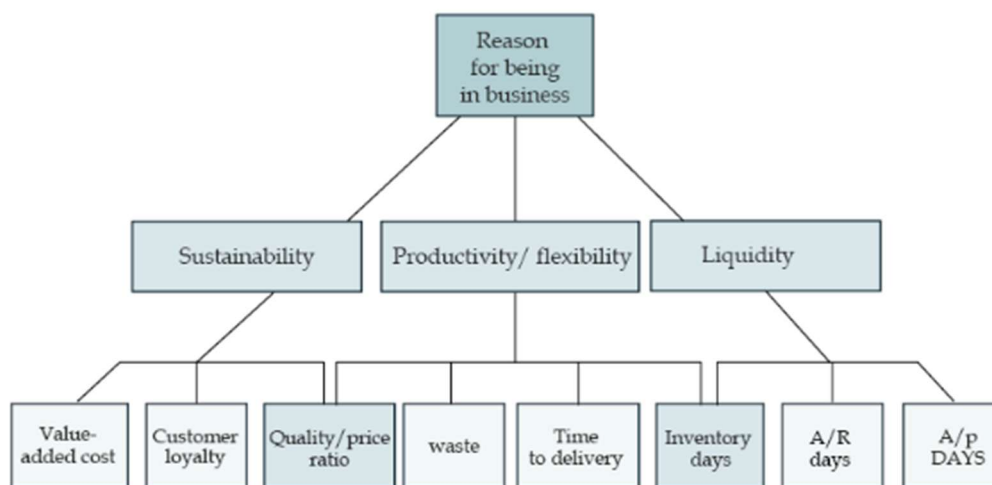 Reason
for being
in business
Sustainability
Productivity/ flexibility
Liquidity
Value-
added cost
Customer
loyalty
Quality/price
ratio
waste
Time
to delivery
Inventory
days
A/R
days
A/p
DAYS